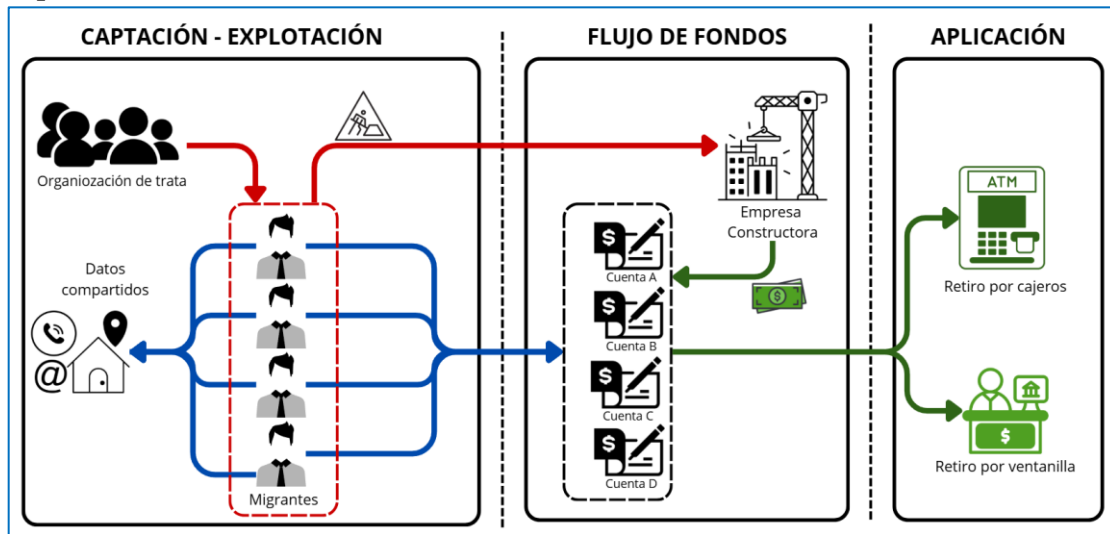 CAPTACIÓN - EXPLOTACIÓN
FLUJO DE FONDOS
APLICACIÓN
Organiozación de trata
Datos
compartidos
@
Migrantes
Empresa
Constructora
$
Cuenta A
$
$
Cuenta B
$
Cuenta C
$
Cuenta D
ATM
Retiro por cajeros
$
Retiro por ventanilla